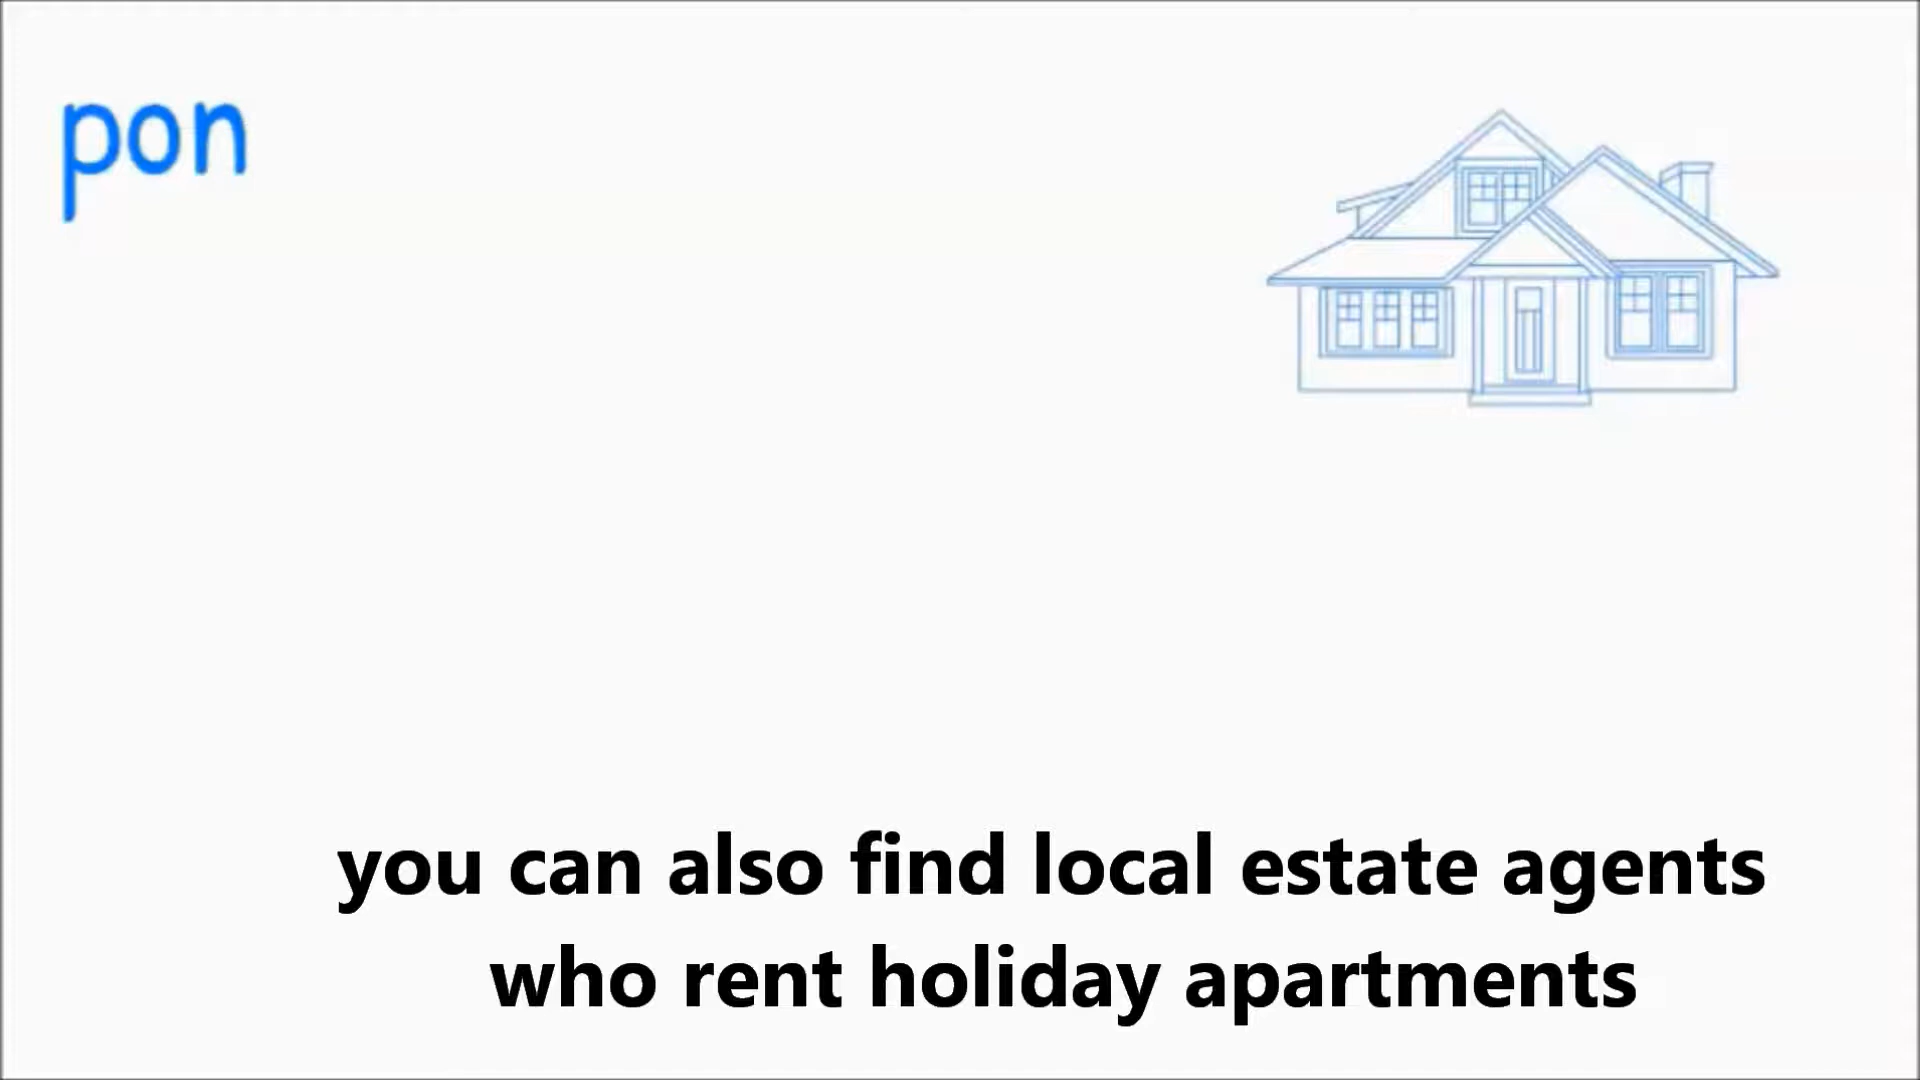 pon
you can also find local estate agents
who rent holiday apartments